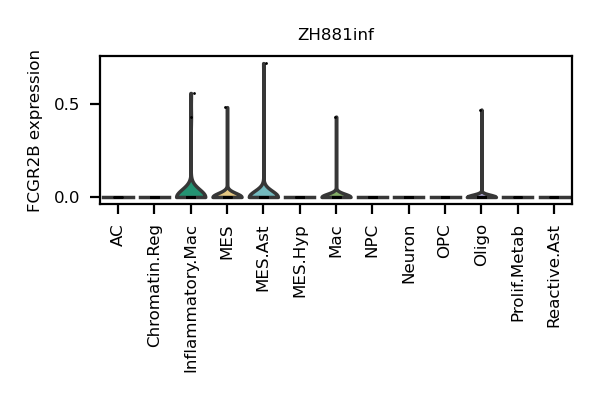 ZH881inf
FCGR2B expression
0.5
0.0
AC
Chromatin.Reg
Inflammatory.Mac
MES
MES.Ast
MES.Hyp
Mac
NPC
Neuron
OPC
Oligo
Prolif.Metab
Reactive.Ast